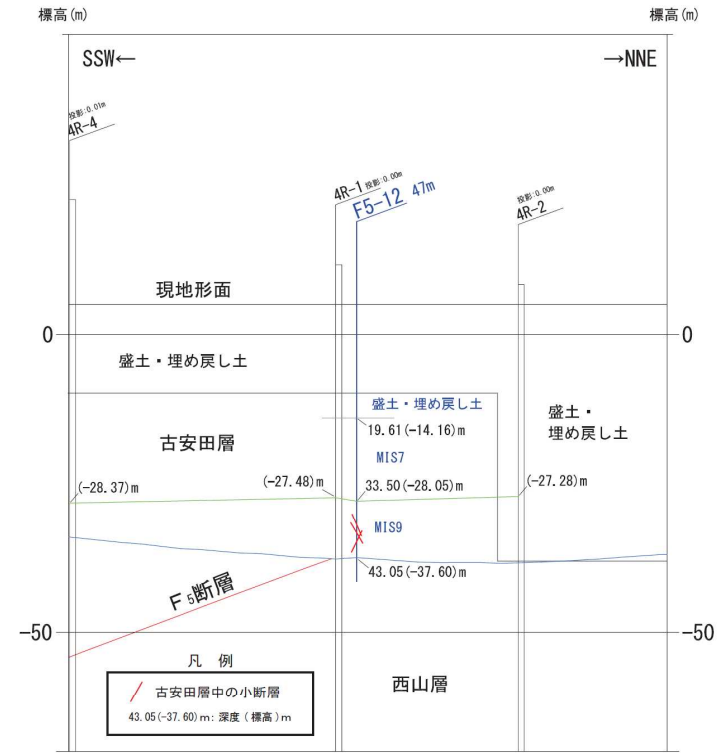 標高(m)
標高(m)
SSW←
→NNE
投影:0.01m
4R-4
4R-1 投影:0.00m
F5-12 47m
投影:0.00m
4R-2
現地形面
0
0
盛土・埋め戻し土
盛土・埋め戻し土
盛土・
埋め戻し土
19.61(-14.16)m
古安田層
MIS7
(-28.37)m
(-27.48)m
33.50(-28.05)m
(-27.28)m
MIS9
43.05(-37.60)m
F5断層
-50
-50
凡 例
古安田層中の小断層
43.05(-37.60)m:深度(標高)m
西山層